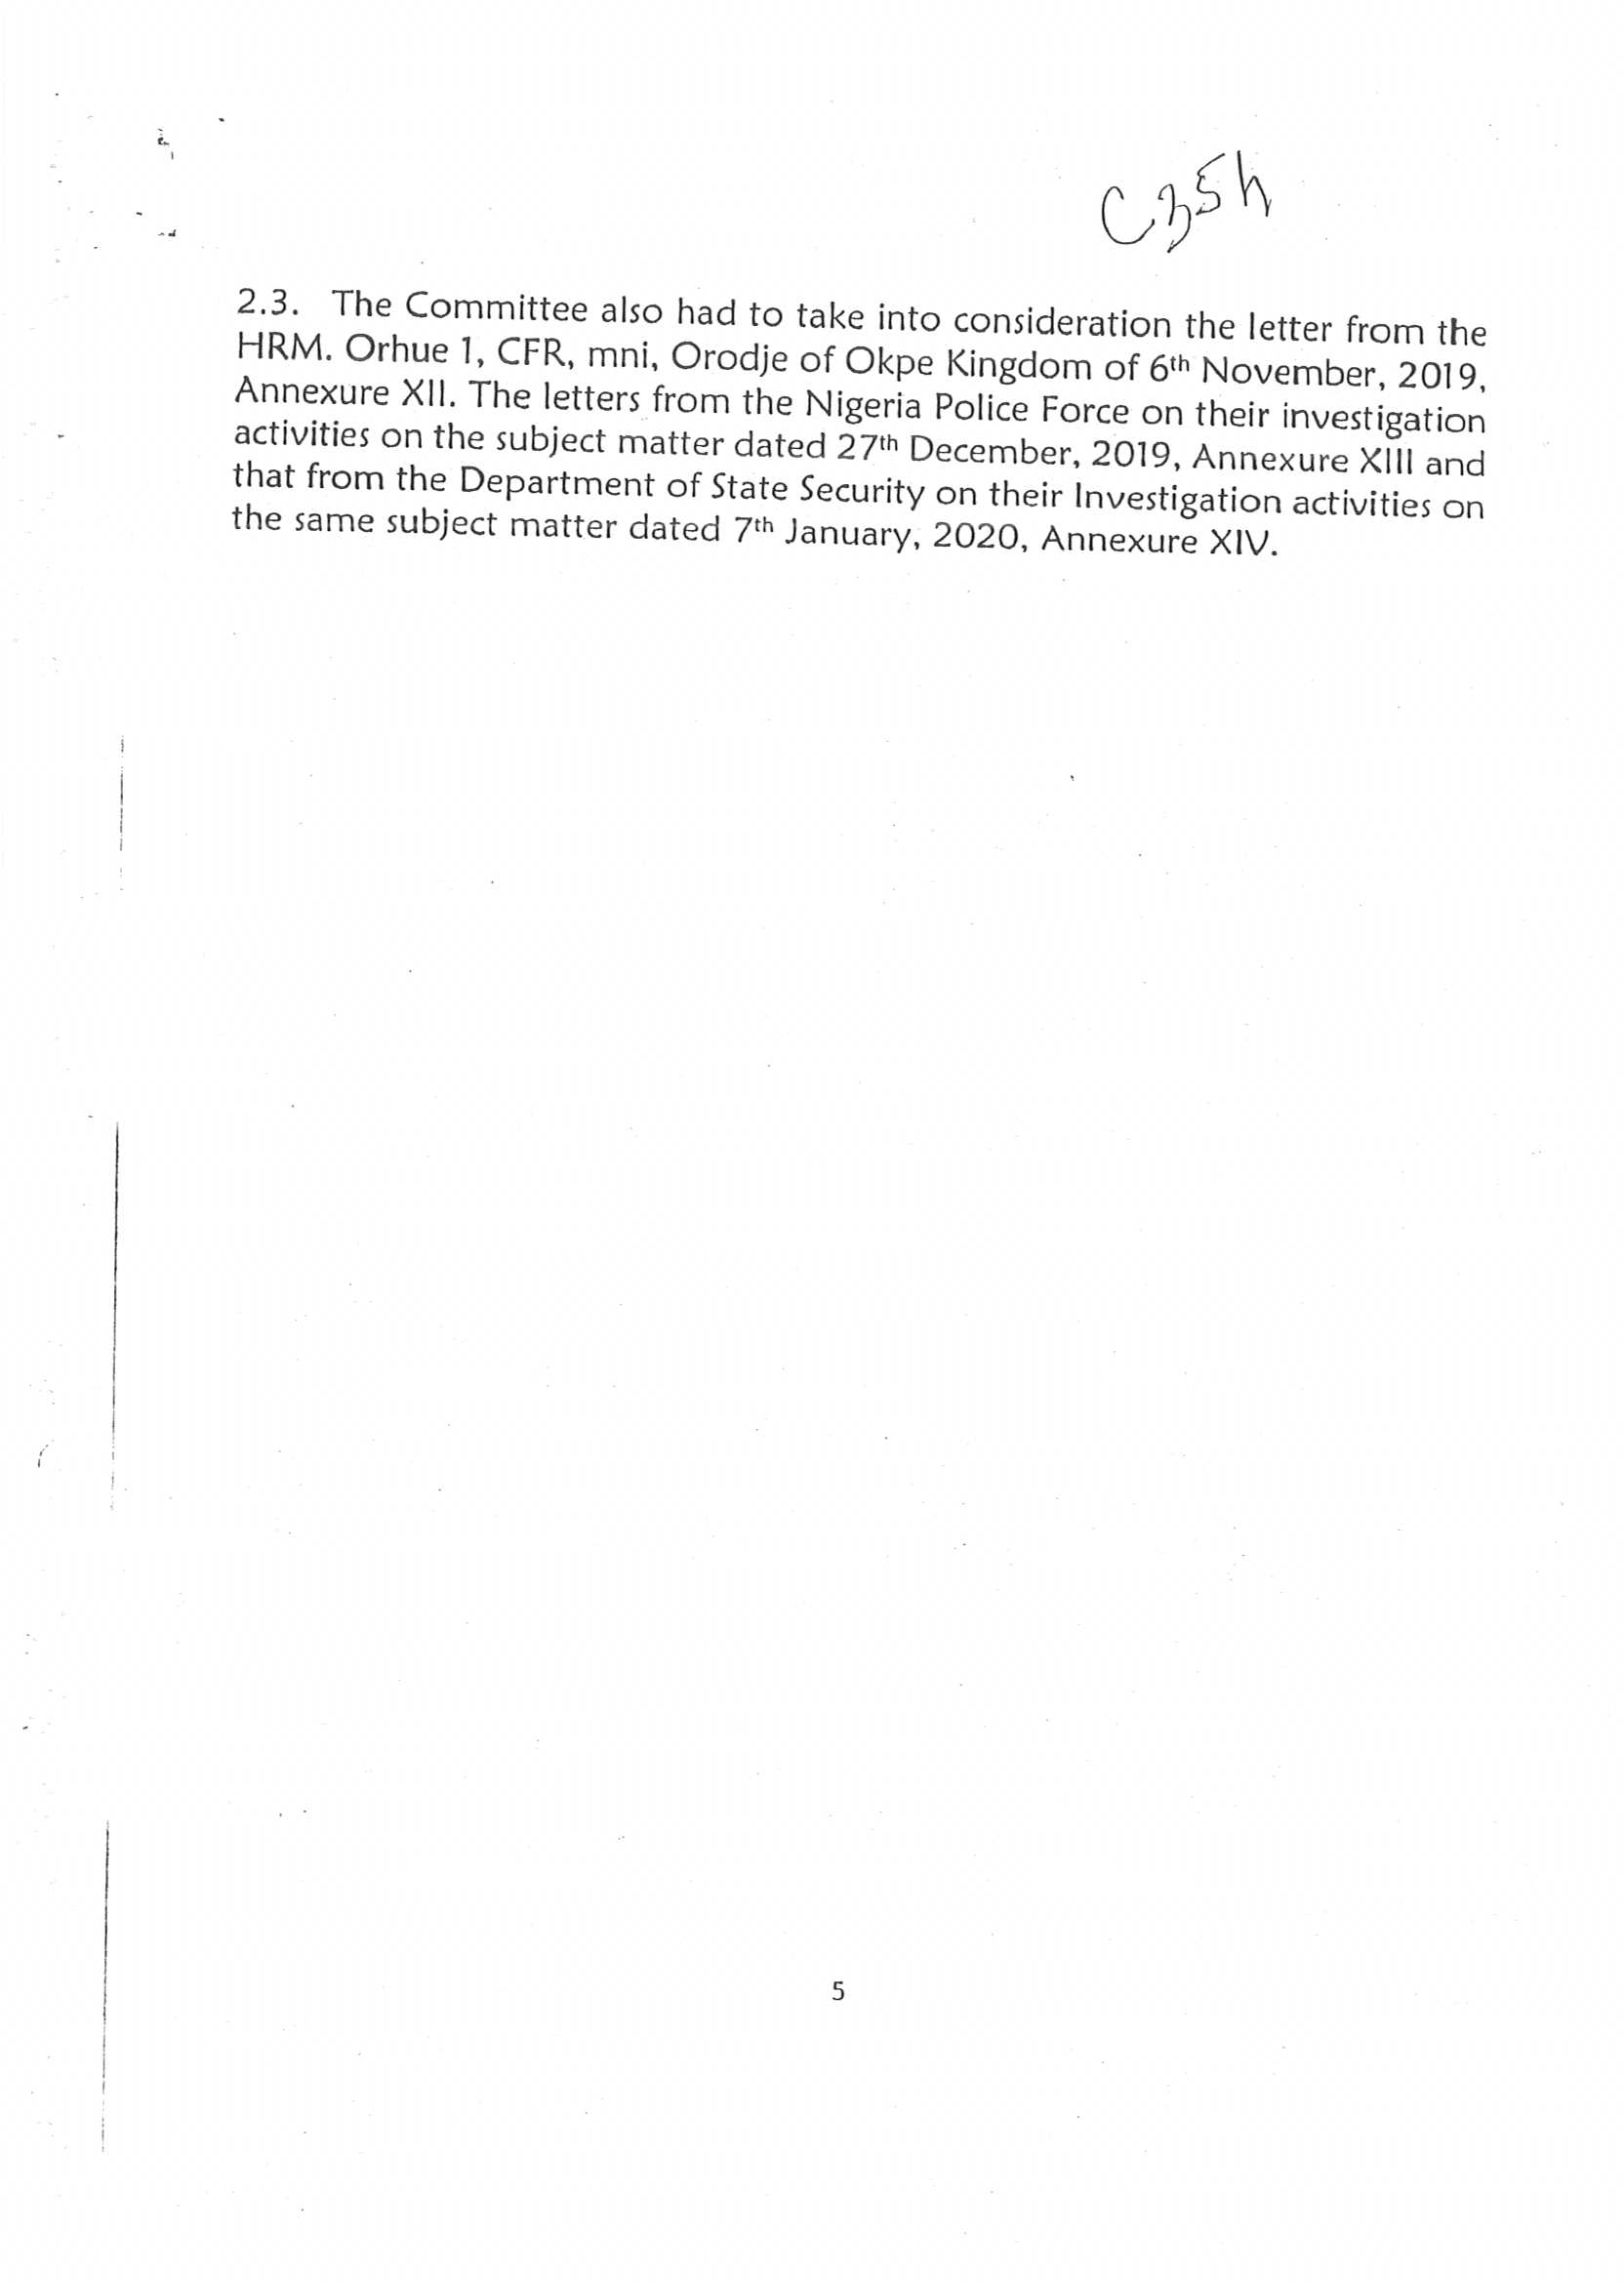 C35h
2.3. The Committee also had to take into consideration the letter from the
HRM. Orhue 1, CFR, mni, Orodje of Okpe Kingdom of 6th November, 2019,
Annexure XII. The letters from the Nigeria Police Force on their investigation
activities on the subject matter dated 27th December, 2019, Annexure XIII and
that from the Department of State Security on their Investigation activities on
the same subject matter dated 7th January, 2020, Annexure XIV.
5